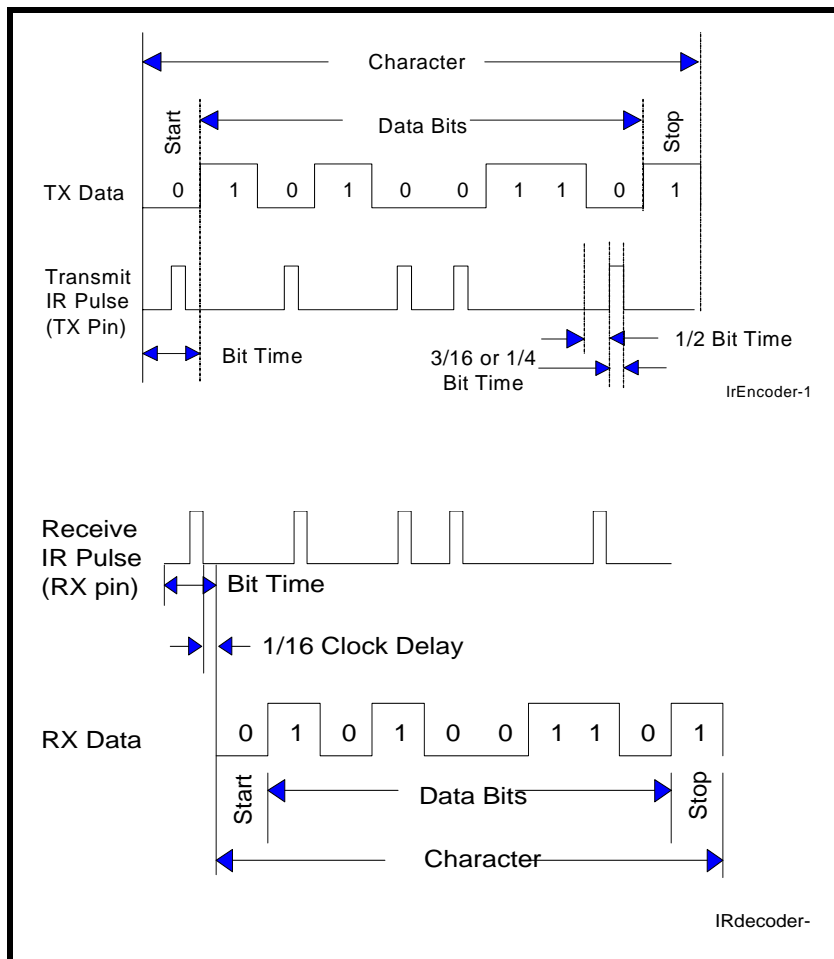 Character
Start
Data Bits
Stop
TX Data
0 1 0 1 0 0 1 1 0 1
Transmit
IR Pulse
(TX Pin)
Bit Time
1/2 Bit Time
3/16 or 1/4
Bit Time
IrEncoder-1
Receive
IR Pulse
(RX pin)
Bit Time
1/16 Clock Delay
RX Data
0 1 0 1 0 0 1 1 0 1
Start
Data Bits
Stop
Character
IRdecoder-